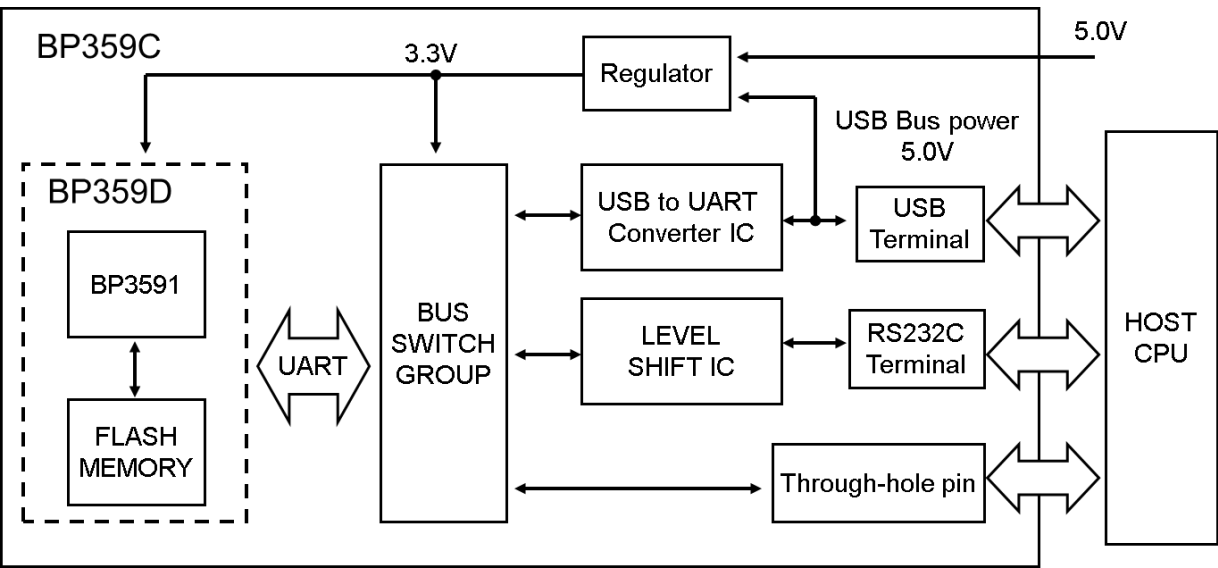 BP359C
3.3V
Regulator
5.0V
USB Bus power
5.0V
BP359D
BP3591
FLASH
MEMORY
UART
BUS
SWITCH
GROUP
USB to UART
Converter IC
USB
Terminal
LEVEL
SHIFT IC
RS232C
Terminal
Through-hole pin
HOST
CPU